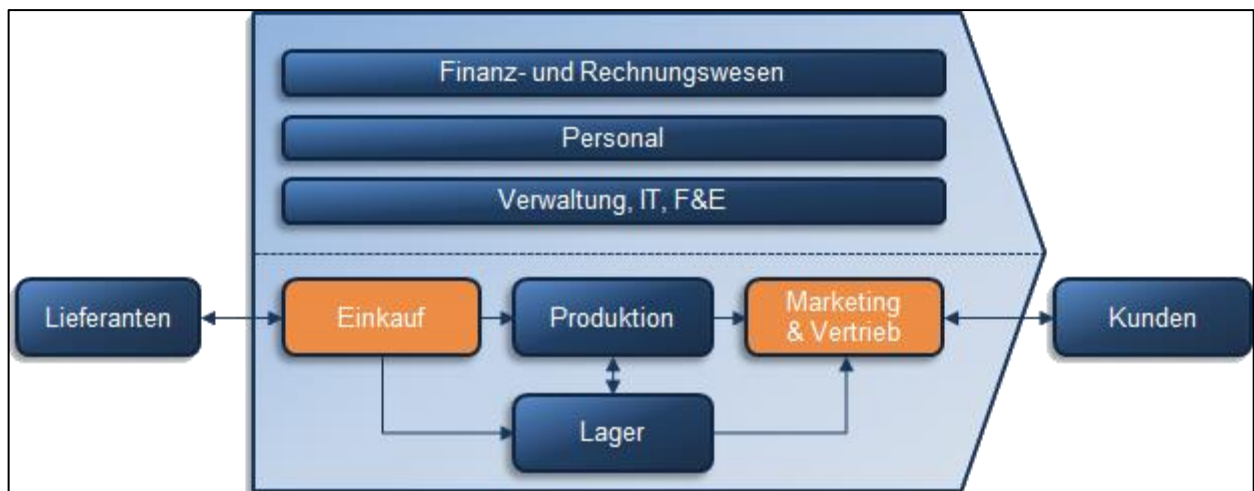 Finanz- und Rechnungswesen
Personal
Verwaltung, IT, F&E
Lieferanten
Einkauf
Produktion
Marketing
& Vertrieb
Kunden
Lager